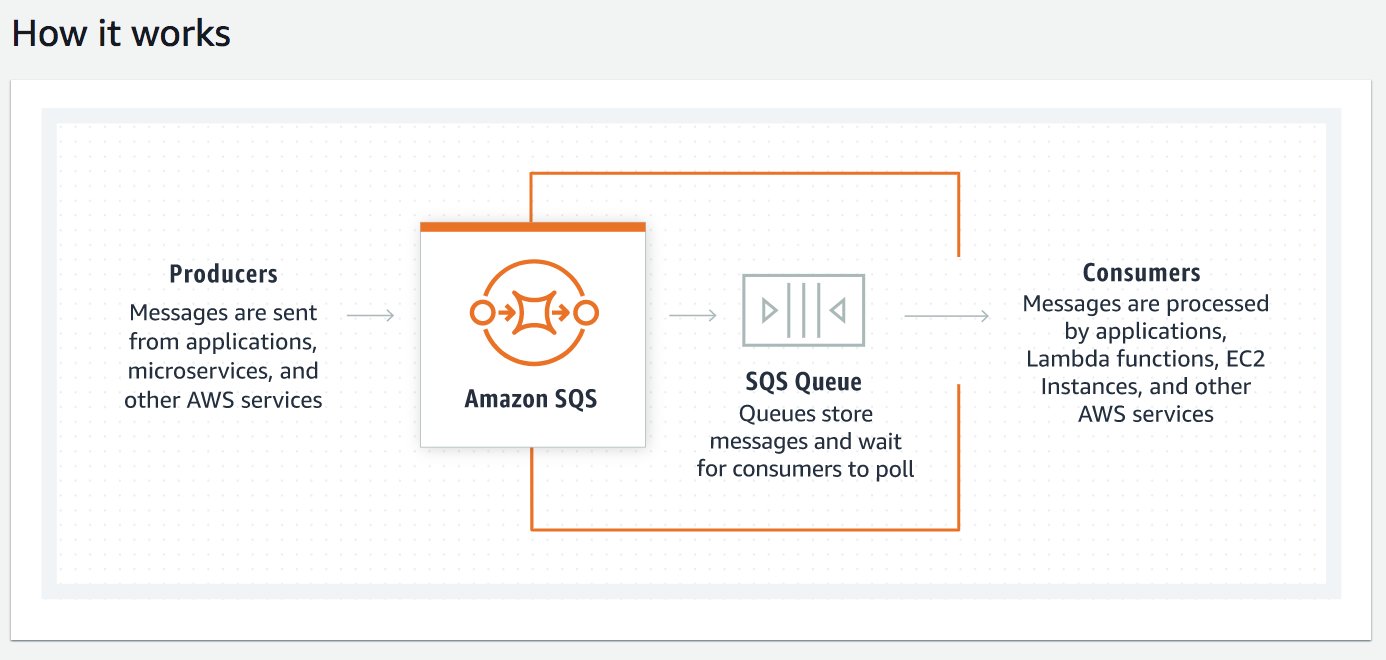 How it works
Producers
Messages are sent
from applications,
microservices, and
other AWS services
Amazon SQS
SQS Queue
Queues store
messages and wait
for consumers to poll
Consumers
Messages are processed
by applications,
Lambda functions, EC2
Instances, and other
AWS services